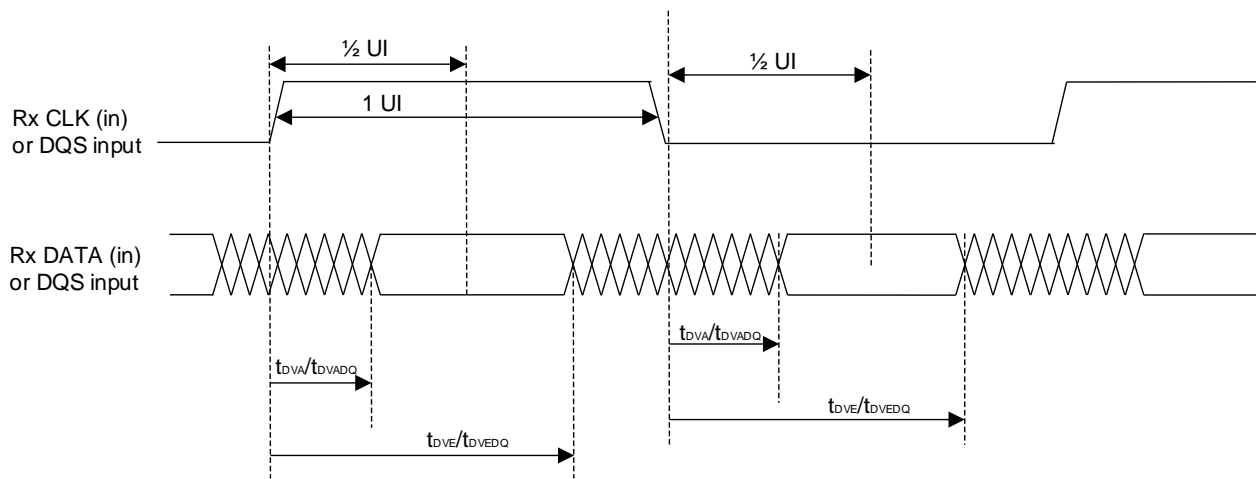 ½ UI
½ UI
1 UI
Rx CLK (in)
or DQS input
Rx DATA (in)
or DQS input
tDVA/tDVADQ
tDVA/tDVADQ
tDVE/tDVEDQ
tDVE/tDVEDQ